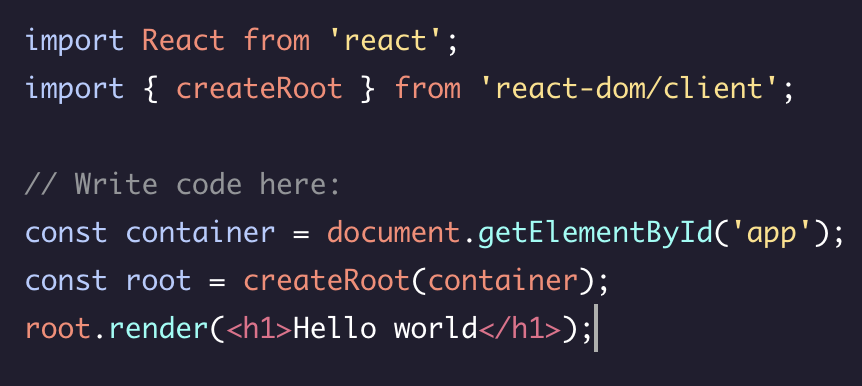 import React from 'react';
import { createRoot } from 'react-dom/client';
// Write code here:
const container = document.getElementById('app');
const root = createRoot(container);
root.render(<h1>Hello world</h1>);